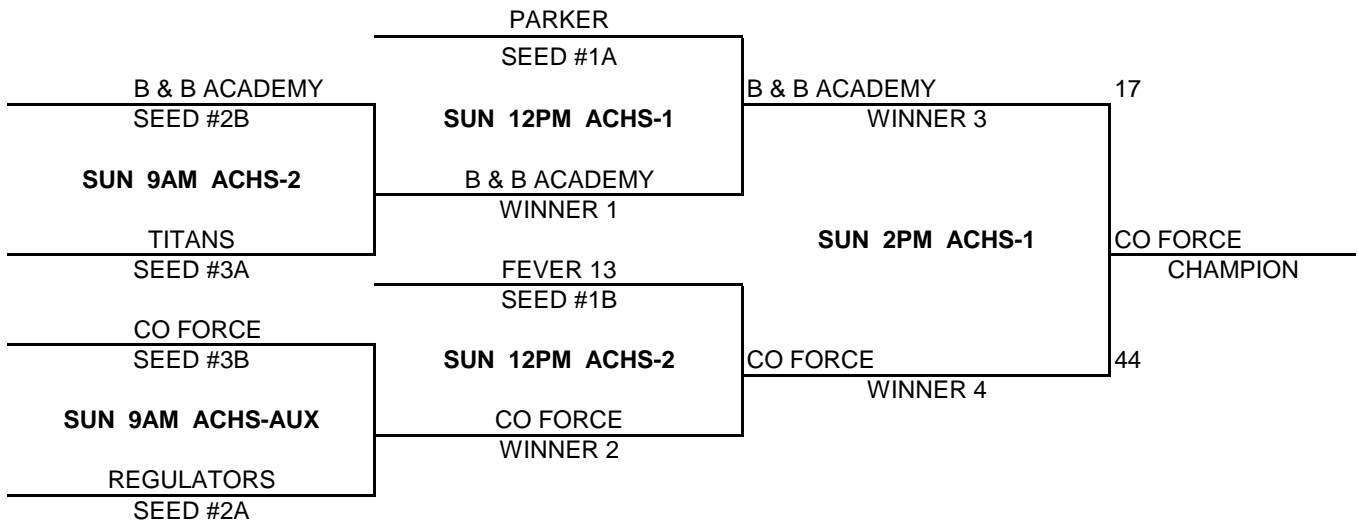 PARKER
SEED #1A
B & B ACADEMY
B & B ACADEMY
17
SEED #2B
SUN 12PM ACHS-1
WINNER 3
SUN 9AM ACHS-2
B & B ACADEMY
WINNER 1
TITANS
SUN 2PM ACHS-1
CO FORCE
SEED #3A
FEVER 13
CHAMPION
SEED #1B
CO FORCE
SEED #3B
SUN 12PM ACHS-2
CO FORCE
44
WINNER 4
SUN 9AM ACHS-AUX
CO FORCE
WINNER 2
REGULATORS
SEED #2A